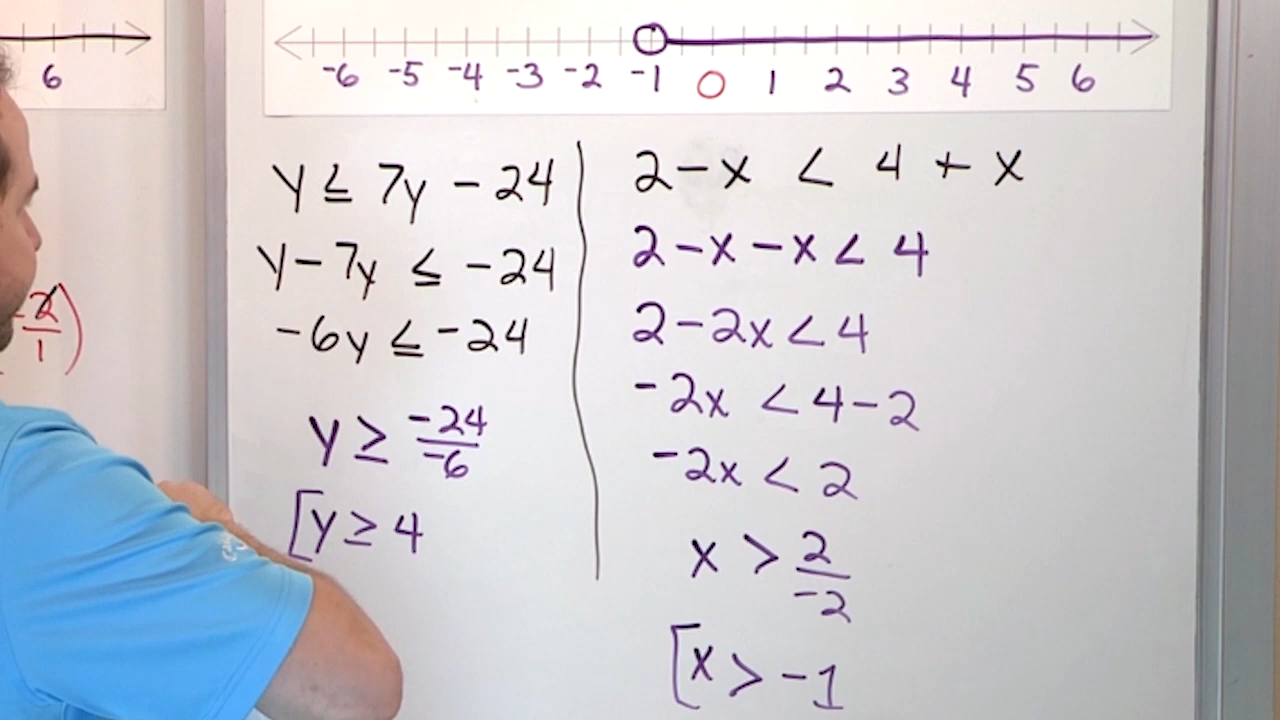 6
-6 -5 -4 -3 -2 -1 0 1 2 3 4 5 6
y ≤ 7y - 24
y - 7y ≤ -24
-6y ≤ -24
y ≥ -24/-6
[y ≥ 4
2 - x < 4 + x
2 - x - x < 4
2 - 2x < 4
-2x < 4 - 2
-2x < 2
x > 2/-2
[x > -1
-2/1)